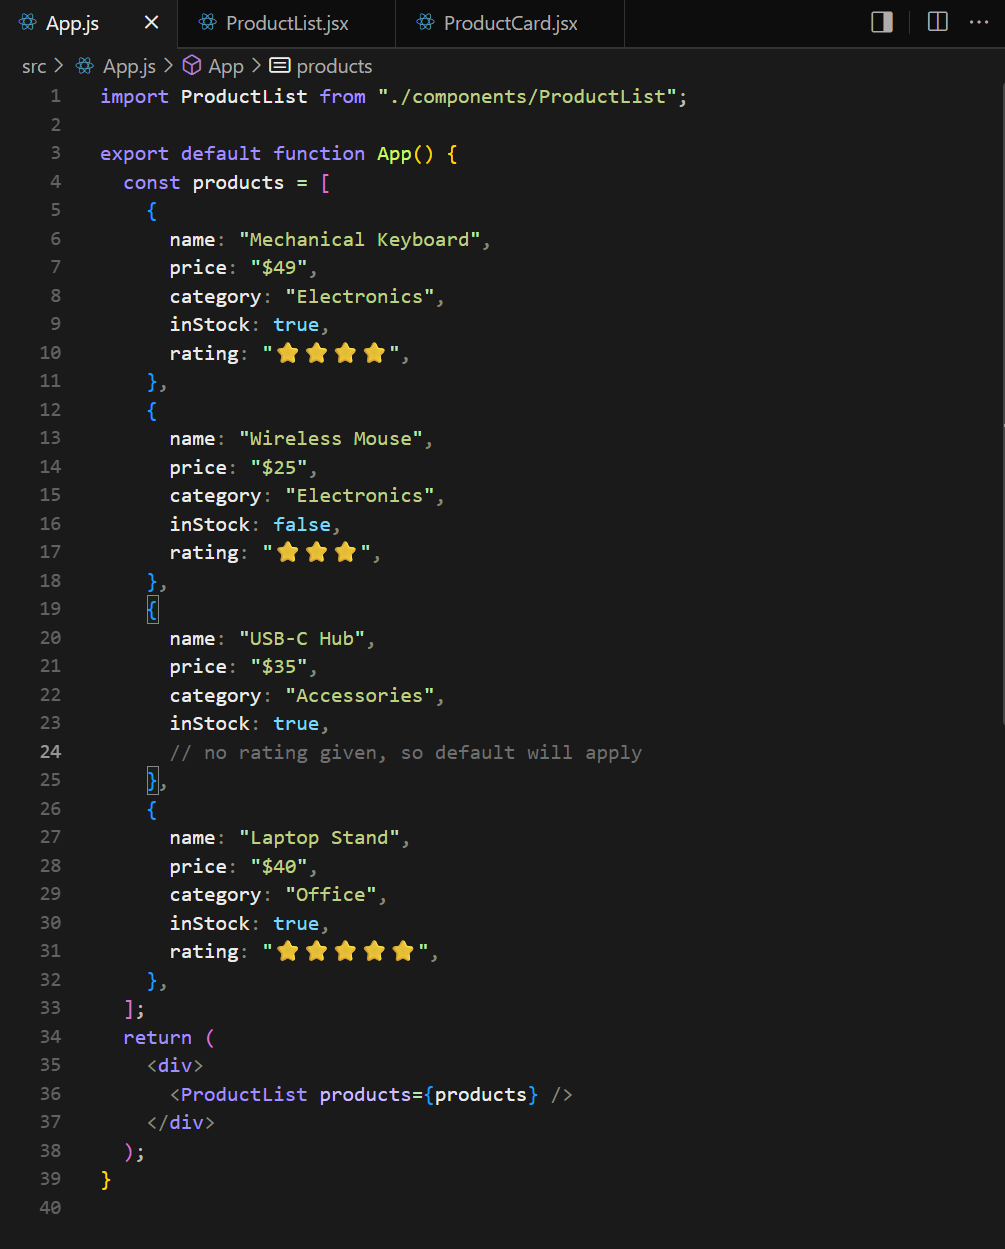 App.js ProductList.jsx ProductCard.jsx
src > App.js > App > products
1 import ProductList from "./components/ProductList";
2
3 export default function App() {
4   const products = [
5     {
6       name: "Mechanical Keyboard",
7       price: "$49",
8       category: "Electronics",
9       inStock: true,
10       rating: "⭐⭐⭐⭐",
11     },
12     {
13       name: "Wireless Mouse",
14       price: "$25",
15       category: "Electronics",
16       inStock: false,
17       rating: "⭐⭐⭐",
18     },
19     {
20       name: "USB-C Hub",
21       price: "$35",
22       category: "Accessories",
23       inStock: true,
24       // no rating given, so default will apply
25     },
26     {
27       name: "Laptop Stand",
28       price: "$40",
29       category: "Office",
30       inStock: true,
31       rating: "⭐⭐⭐⭐⭐",
32     },
33   ];
34   return (
35     <div>
36       <ProductList products={products} />
37     </div>
38   );
39 }
40